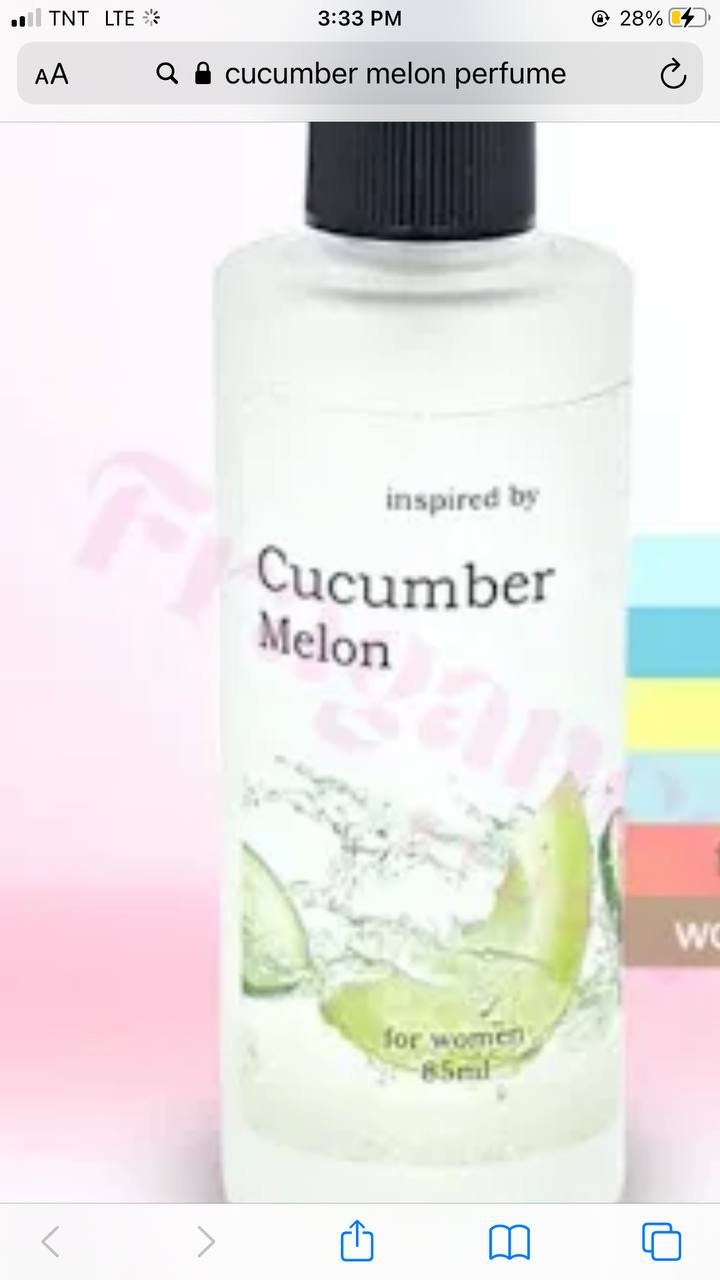 TNT LTE 3:33 PM 28%
AA cucumber melon perfume
inspired by
Cucumber
Melon
for women
85ml